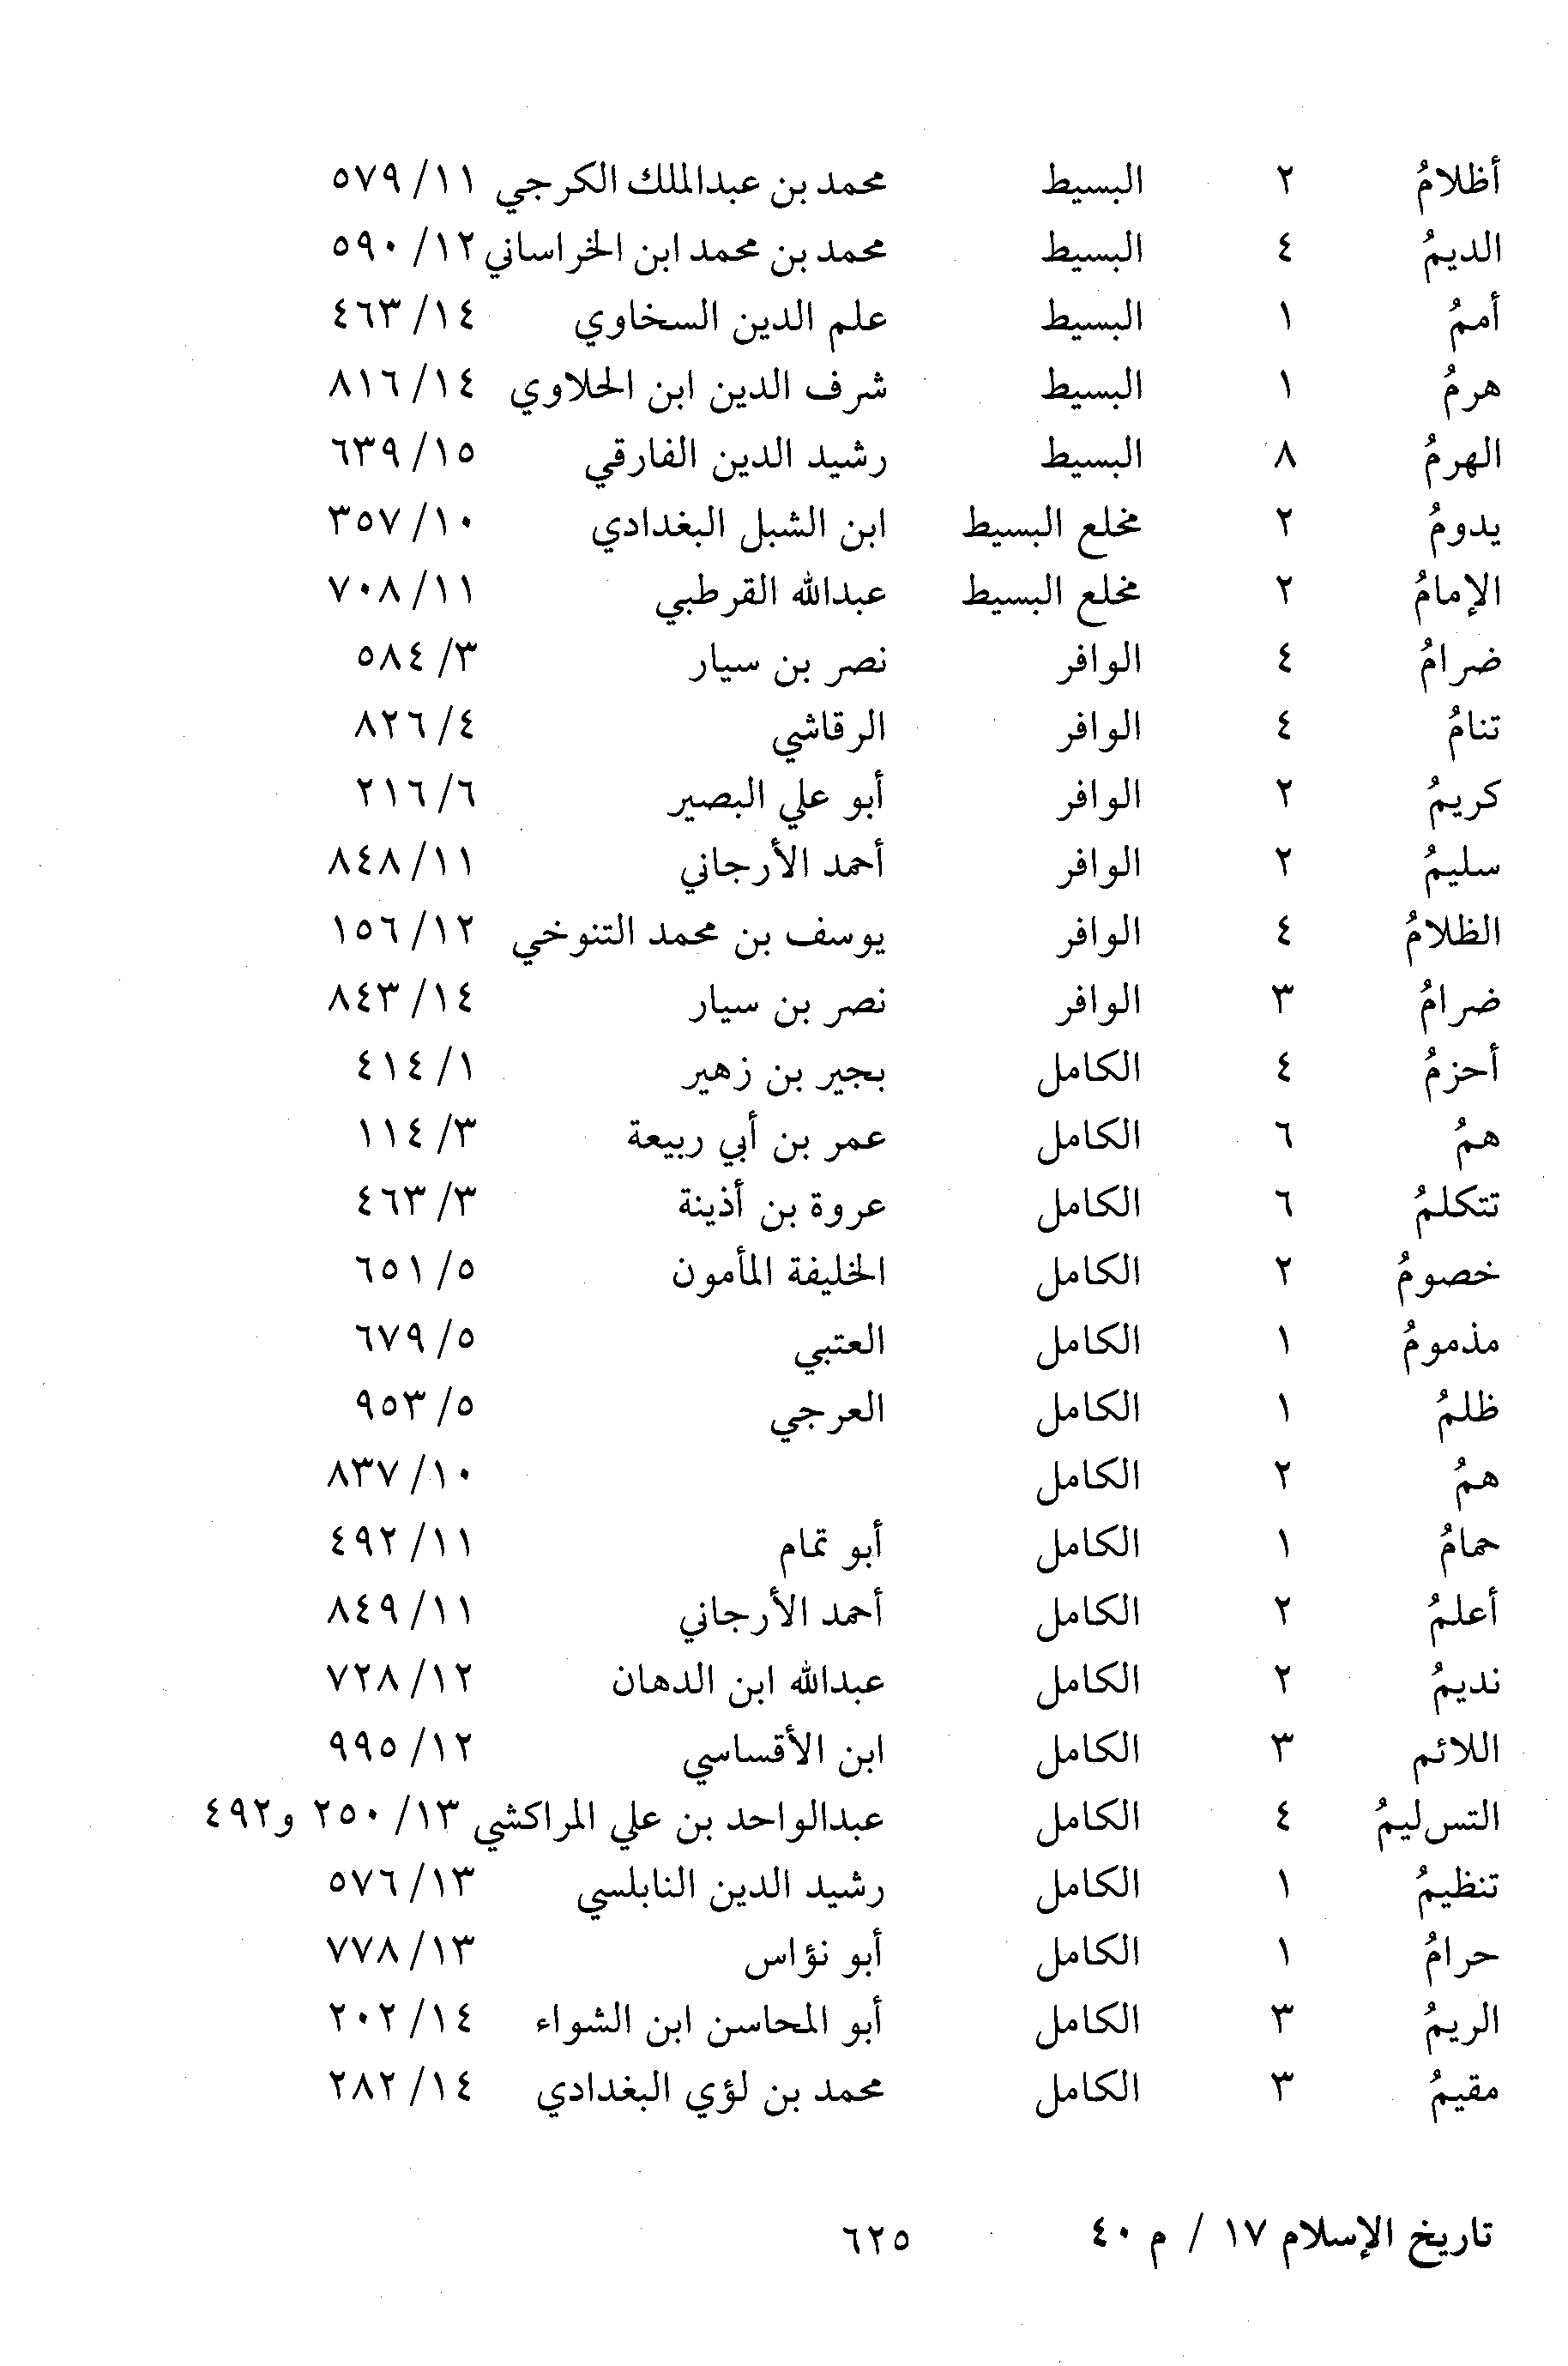 أظلامُ ٢ البسيط محمد بن عبدالملك الكرجي ١١/ ٥٧٩
الديمُ ٤ البسيط محمد بن محمد ابن الخراساني ١٢/ ٥٩٠
أممُ ١ البسيط علم الدين السخاوي ١٤/ ٤٦٣
هرمُ ١ البسيط شرف الدين ابن الحلاوي ١٤/ ٨١٦
الهرمُ ٨ البسيط رشيد الدين الفارقي ١٥/ ٦٣٩
يدومُ ٢ مخلع البسيط ابن الشبل البغدادي ١٠/ ٣٥٧
الإمامُ ٢ مخلع البسيط عبدالله القرطبي ١١/ ٧٠٨
ضرامُ ٤ الوافر نصر بن سيار ٣/ ٥٨٤
تنامُ ٤ الوافر الرقاشي ٤/ ٨٢٦
كريمُ ٢ الوافر أبو علي البصير ٦/ ٢١٦
سليمُ ٢ الوافر أحمد الأرجاني ١١/ ٨٤٨
الظلامُ ٤ الوافر يوسف بن محمد التنوخي ١٢/ ١٥٦
ضرامُ ٣ الوافر نصر بن سيار ١٤/ ٨٤٣
أحزمُ ٤ الكامل بجير بن زهير ١/ ٤١٤
همُ ٦ الكامل عمر بن أبي ربيعة ٣/ ١١٤
تتكلمُ ٦ الكامل عروة بن أذينة ٣/ ٤٦٣
خصومُ ٢ الكامل الخليفة المأمون ٥/ ٦٥١
مذمومُ ١ الكامل العتبي ٥/ ٦٧٩
ظلمُ ١ الكامل العرجي ٥/ ٩٥٣
همُ ٢ الكامل ١٠/ ٨٣٧
حمامُ ١ الكامل أبو تمام ١١/ ٤٩٢
أعلمُ ٢ الكامل أحمد الأرجاني ١١/ ٨٤٩
نديمُ ٢ الكامل عبدالله ابن الدهان ١٢/ ٧٢٨
اللائم ٣ الكامل ابن الأقساسي ١٢/ ٩٩٥
التس‌ليمُ ٤ الكامل عبدالواحد بن علي المراكشي ١٣/ ٢٥٠ و٤٩٢
تنظيمُ ١ الكامل رشيد الدين النابلسي ١٣/ ٥٧٦
حرامُ ١ الكامل أبو نؤاس ١٣/ ٧٧٨
الريمُ ٣ الكامل أبو المحاسن ابن الشواء ١٤/ ٢٠٢
مقيمُ ٣ الكامل محمد بن لؤي البغدادي ١٤/ ٢٨٢
تاريخ الإسلام ١٧ / م ٤٠ ٦٢٥